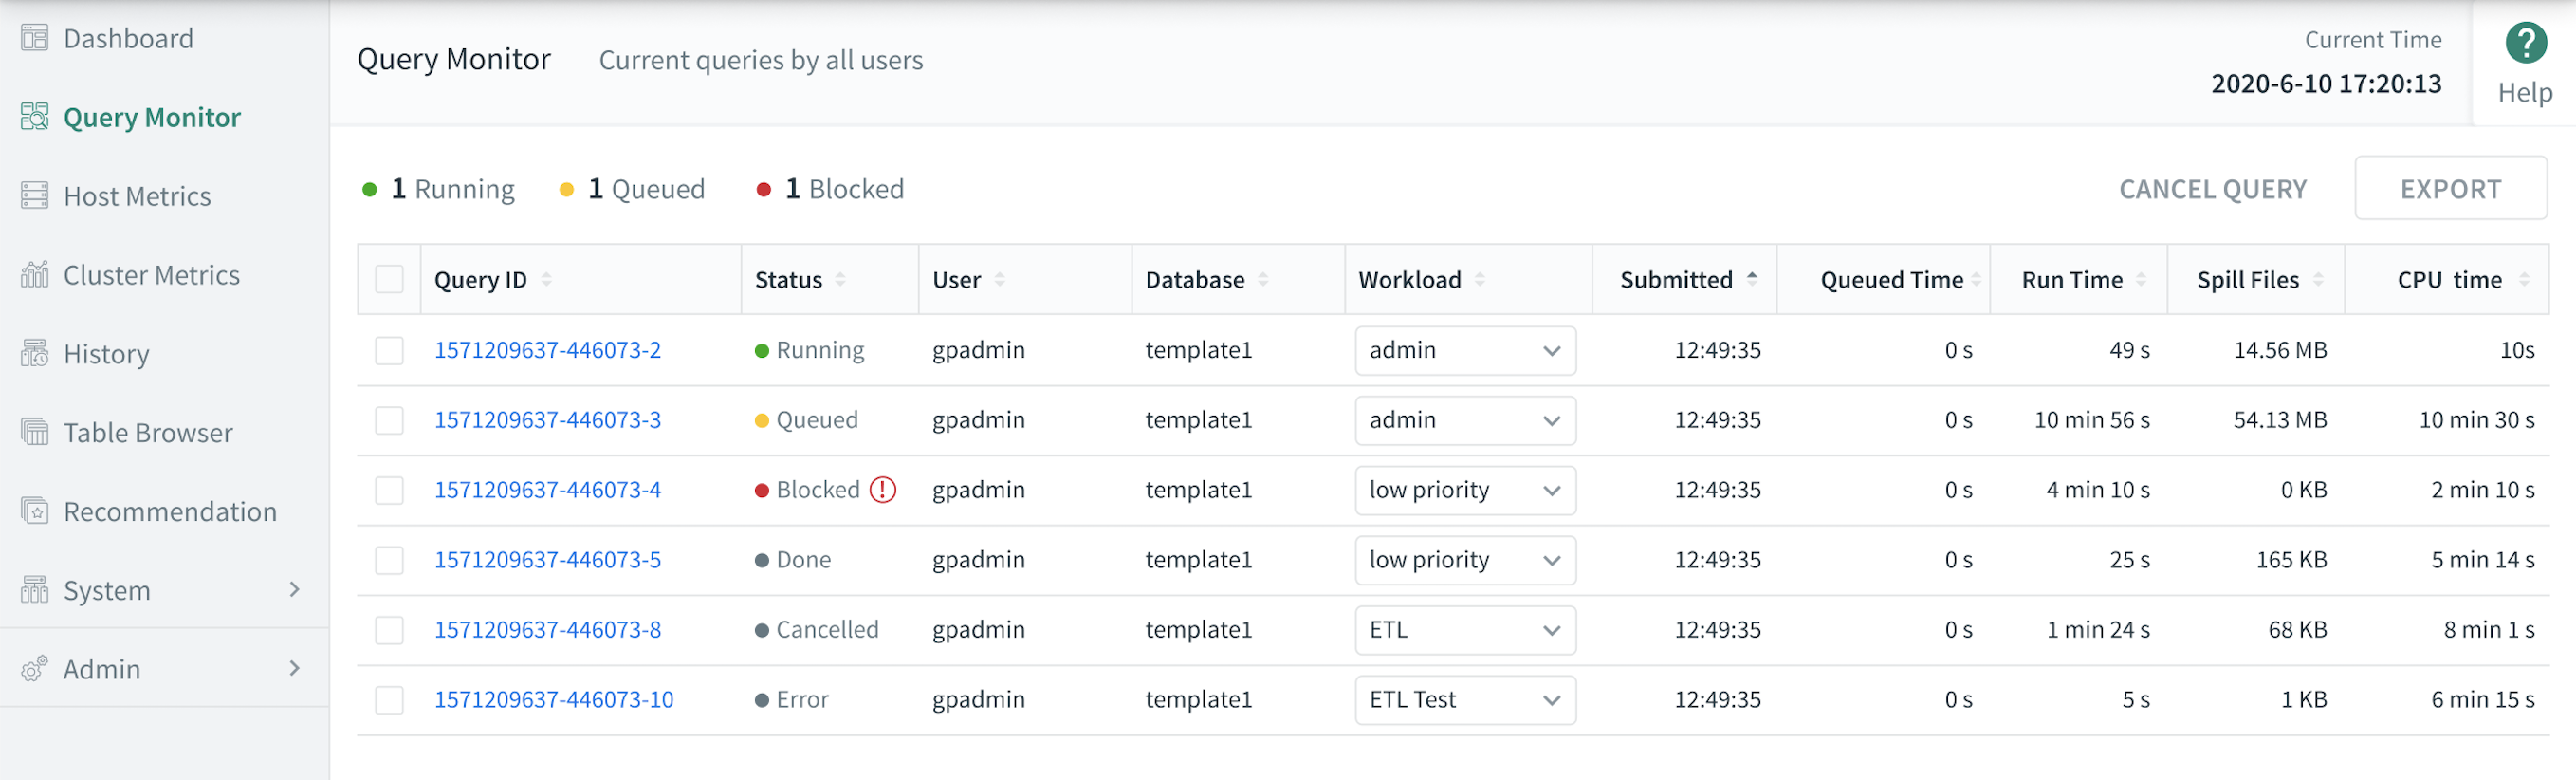 Dashboard
Query Monitor
Host Metrics
Cluster Metrics
History
Table Browser
Recommendation
System
Admin
Query Monitor Current queries by all users
Current Time
2020-6-10 17:20:13
?
Help
1 Running 1 Queued 1 Blocked
CANCEL QUERY EXPORT
Query ID Status User Database Workload Submitted Queued Time Run Time Spill Files CPU time
1571209637-446073-2 Running gpadmin template1 admin 12:49:35 0 s 49 s 14.56 MB 10s
1571209637-446073-3 Queued gpadmin template1 admin 12:49:35 0 s 10 min 56 s 54.13 MB 10 min 30 s
1571209637-446073-4 Blocked ! gpadmin template1 low priority 12:49:35 0 s 4 min 10 s 0 KB 2 min 10 s
1571209637-446073-5 Done gpadmin template1 low priority 12:49:35 0 s 25 s 165 KB 5 min 14 s
1571209637-446073-8 Cancelled gpadmin template1 ETL 12:49:35 0 s 1 min 24 s 68 KB 8 min 1 s
1571209637-446073-10 Error gpadmin template1 ETL Test 12:49:35 0 s 5 s 1 KB 6 min 15 s